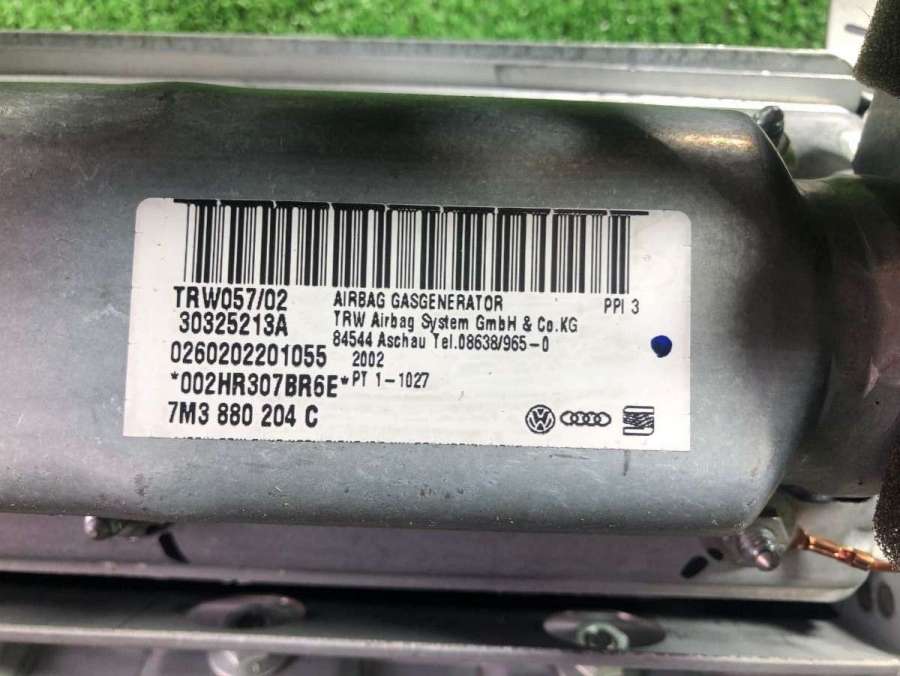 TRW057/02
30325213A
0260202201055
*002HR307BR6E*
7M3 880 204 C
AIRBAG GASGENERATOR PPI 3
TRW Airbag System GmbH & Co.KG
84544 Aschau Tel.08638/965-0
2002
PT 1-1027